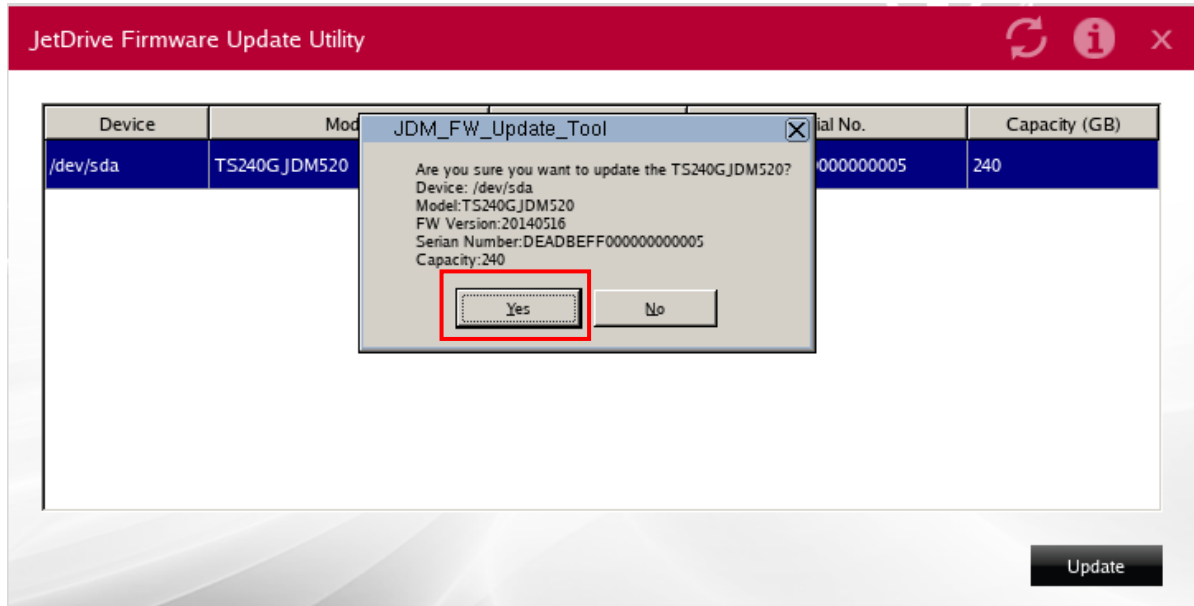 JetDrive Firmware Update Utility
Device Mod ial No. Capacity (GB)
/dev/sda TS240GJDM520 000000005 240
JDM_FW_Update_Tool
Are you sure you want to update the TS240GJDM520?
Device: /dev/sda
Model:TS240GJDM520
FW Version:20140516
Serian Number:DEADBEFF000000000005
Capacity:240
Yes No
Update